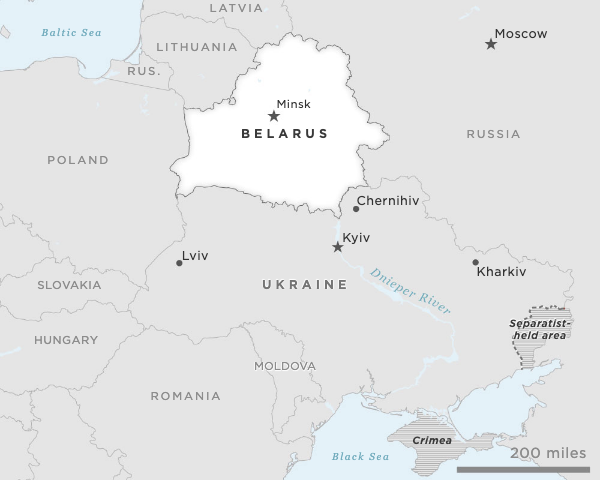 LATVIA
Baltic Sea
Moscow
LITHUANIA
RUS.
Minsk
BELARUS
RUSSIA
POLAND
Chernihiv
Kyiv
Lviv
Kharkiv
Dnieper River
UKRAINE
SLOVAKIA
Separatist-
held area
HUNGARY
MOLDOVA
ROMANIA
Crimea
Black Sea
200 miles